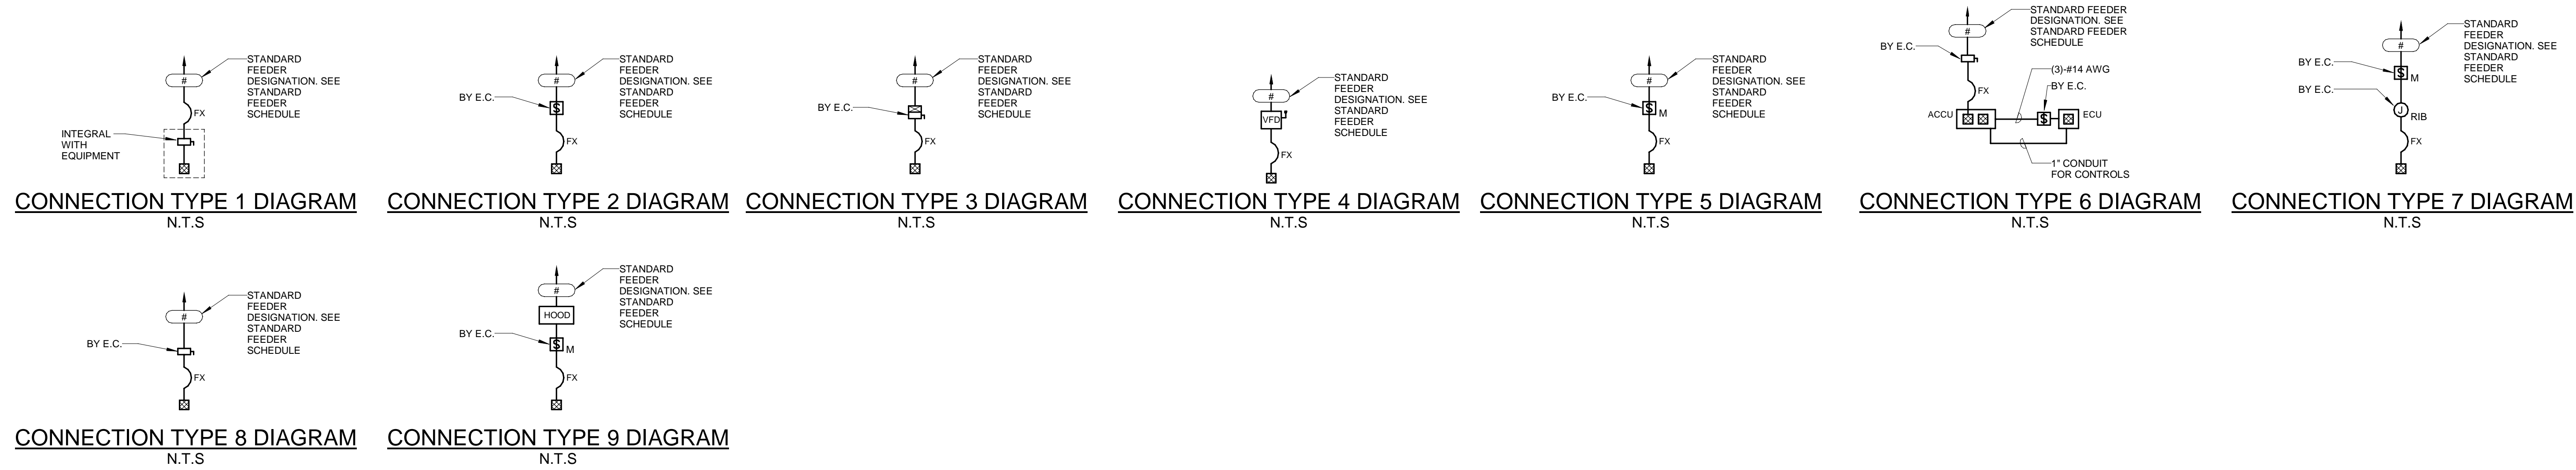 STANDARD
FEEDER
DESIGNATION. SEE
STANDARD
FEEDER
SCHEDULE
#
FX
INTEGRAL
WITH
EQUIPMENT
CONNECTION TYPE 1 DIAGRAM
N.T.S
STANDARD
FEEDER
DESIGNATION. SEE
STANDARD
FEEDER
SCHEDULE
#
BY E.C.
S
FX
CONNECTION TYPE 2 DIAGRAM
N.T.S
STANDARD
FEEDER
DESIGNATION. SEE
STANDARD
FEEDER
SCHEDULE
#
BY E.C.
FX
CONNECTION TYPE 3 DIAGRAM
N.T.S
STANDARD
FEEDER
DESIGNATION. SEE
STANDARD
FEEDER
SCHEDULE
#
VFD
FX
CONNECTION TYPE 4 DIAGRAM
N.T.S
STANDARD
FEEDER
DESIGNATION. SEE
STANDARD
FEEDER
SCHEDULE
#
BY E.C.
S
M
FX
CONNECTION TYPE 5 DIAGRAM
N.T.S
STANDARD FEEDER
DESIGNATION. SEE
STANDARD FEEDER
SCHEDULE
#
BY E.C.
(3)-#14 AWG
BY E.C.
FX
ACCU
S
ECU
1" CONDUIT
FOR CONTROLS
CONNECTION TYPE 6 DIAGRAM
N.T.S
STANDARD
FEEDER
DESIGNATION. SEE
STANDARD
FEEDER
SCHEDULE
#
BY E.C.
S
M
BY E.C.
J
RIB
FX
CONNECTION TYPE 7 DIAGRAM
N.T.S
STANDARD
FEEDER
DESIGNATION. SEE
STANDARD
FEEDER
SCHEDULE
#
BY E.C.
FX
CONNECTION TYPE 8 DIAGRAM
N.T.S
STANDARD
FEEDER
DESIGNATION. SEE
STANDARD
FEEDER
SCHEDULE
#
HOOD
BY E.C.
S
M
FX
CONNECTION TYPE 9 DIAGRAM
N.T.S